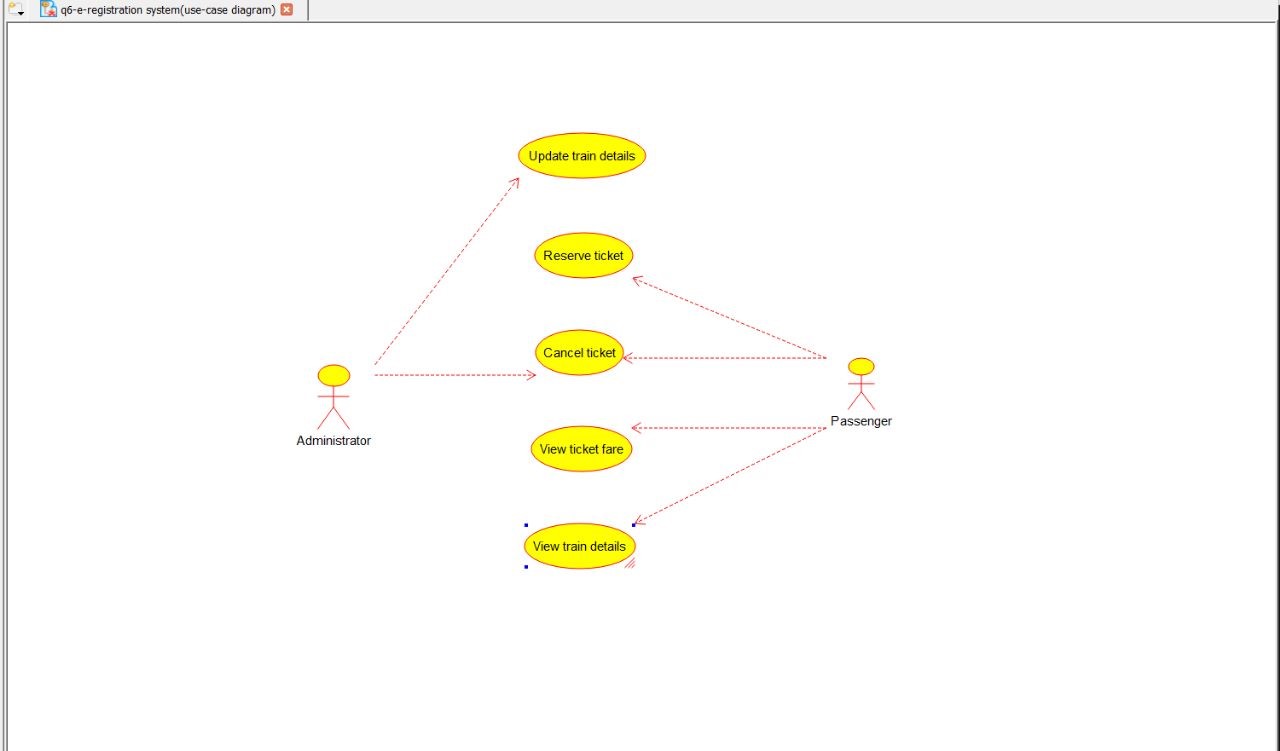 q6-e-registration system(use-case diagram)
Update train details
Reserve ticket
Cancel ticket
Administrator
Passenger
View ticket fare
View train details